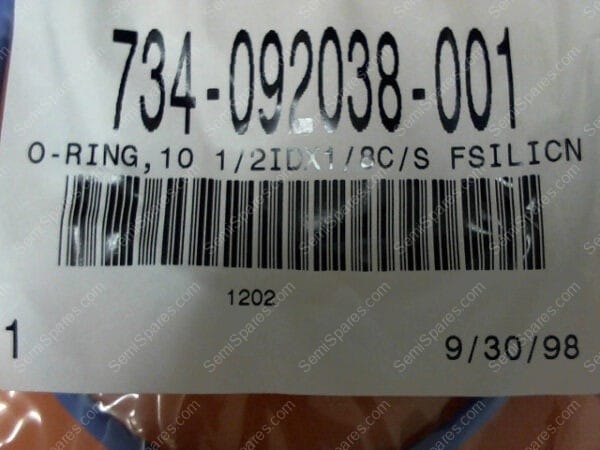 734-092038-001
O-RING,10 1/2IDX1/8C/S FSILICN
1202
1
9/30/98
SemiSpares.com